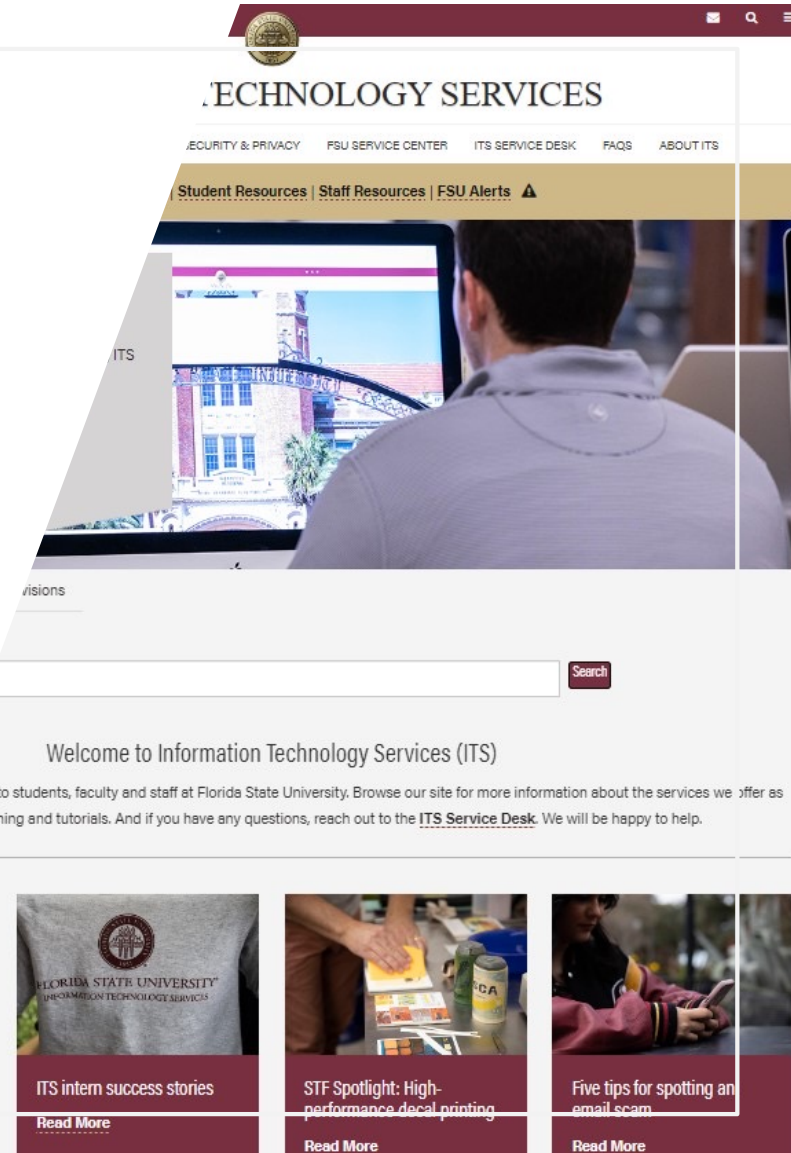 TECHNOLOGY SERVICES
SECURITY & PRIVACY FSU SERVICE CENTER ITS SERVICE DESK FAQS ABOUT ITS
| Student Resources | Staff Resources | FSU Alerts
ITS
visions
Search
Welcome to Information Technology Services (ITS)
to students, faculty and staff at Florida State University. Browse our site for more information about the services we offer as
ning and tutorials. And if you have any questions, reach out to the ITS Service Desk. We will be happy to help.
FLORIDA STATE UNIVERSITY
INFORMATION TECHNOLOGY SERVICES
ITS intern success stories
Read More
STF Spotlight: High-
performance decal printing
Read More
Five tips for spotting an
email scam
Read More